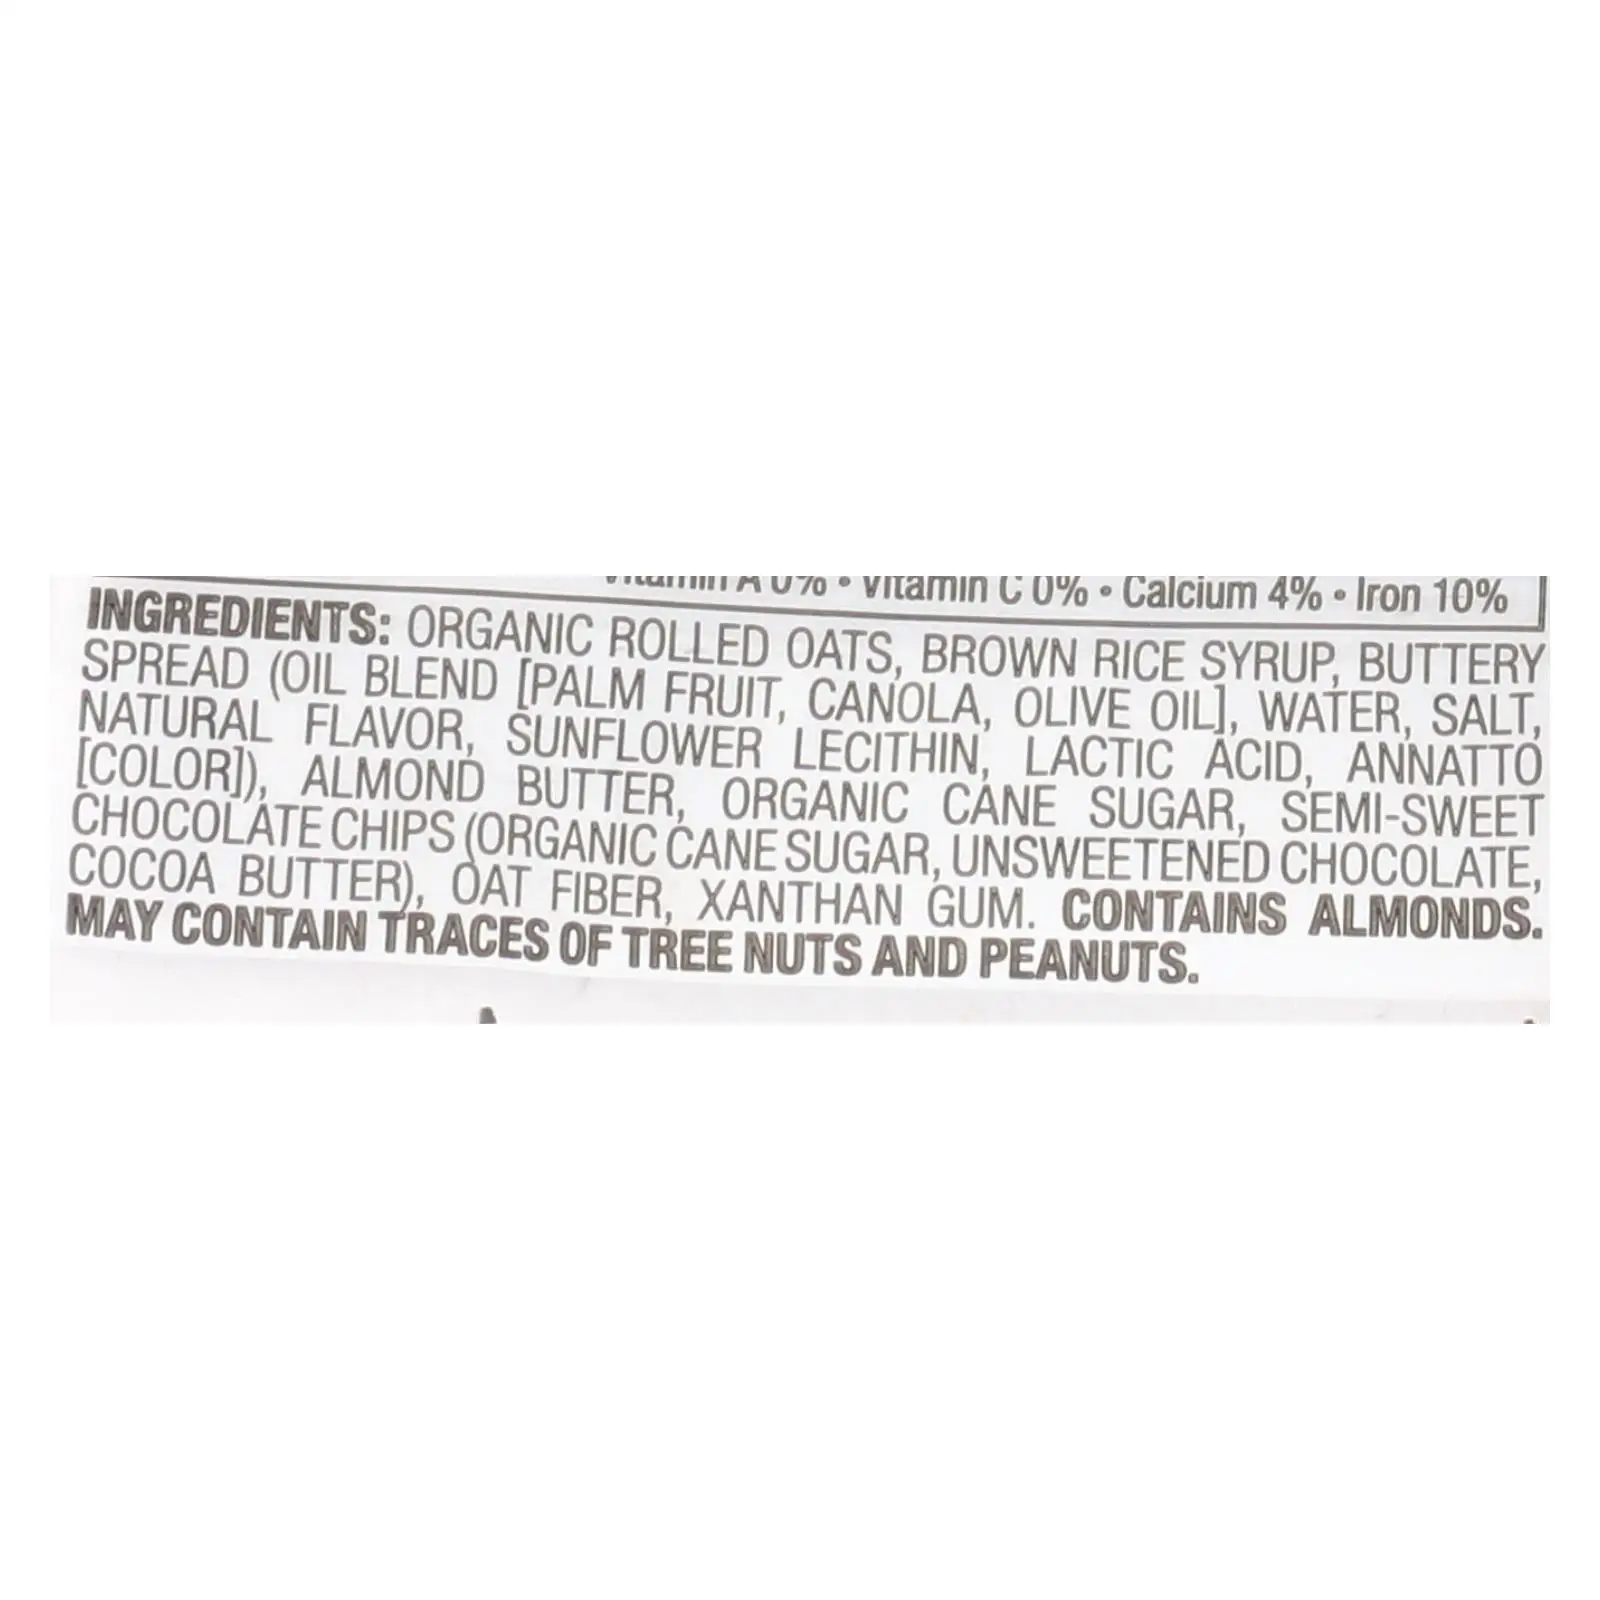 Vitamin A 0% • Vitamin C 0% • Calcium 4% • Iron 10%
INGREDIENTS: ORGANIC ROLLED OATS, BROWN RICE SYRUP, BUTTERY
SPREAD (OIL BLEND [PALM FRUIT, CANOLA, OLIVE OIL], WATER, SALT,
NATURAL FLAVOR, SUNFLOWER LECITHIN, LACTIC ACID, ANNATTO
[COLOR]), ALMOND BUTTER, ORGANIC CANE SUGAR, SEMI-SWEET
CHOCOLATE CHIPS (ORGANIC CANE SUGAR, UNSWEETENED CHOCOLATE,
COCOA BUTTER), OAT FIBER, XANTHAN GUM. CONTAINS ALMONDS.
MAY CONTAIN TRACES OF TREE NUTS AND PEANUTS.